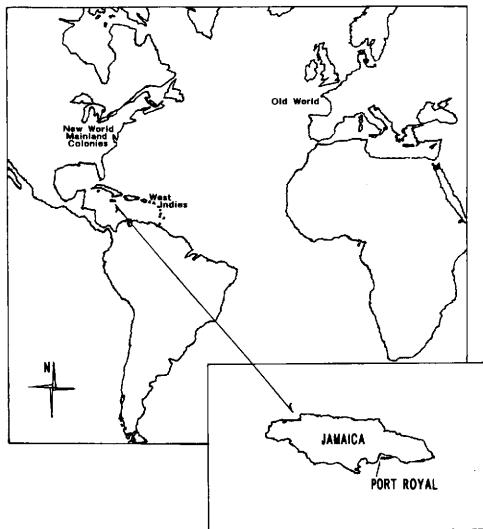 Old World
New World
Mainland
Colonies
West
Indies
N
JAMAICA
PORT ROYAL